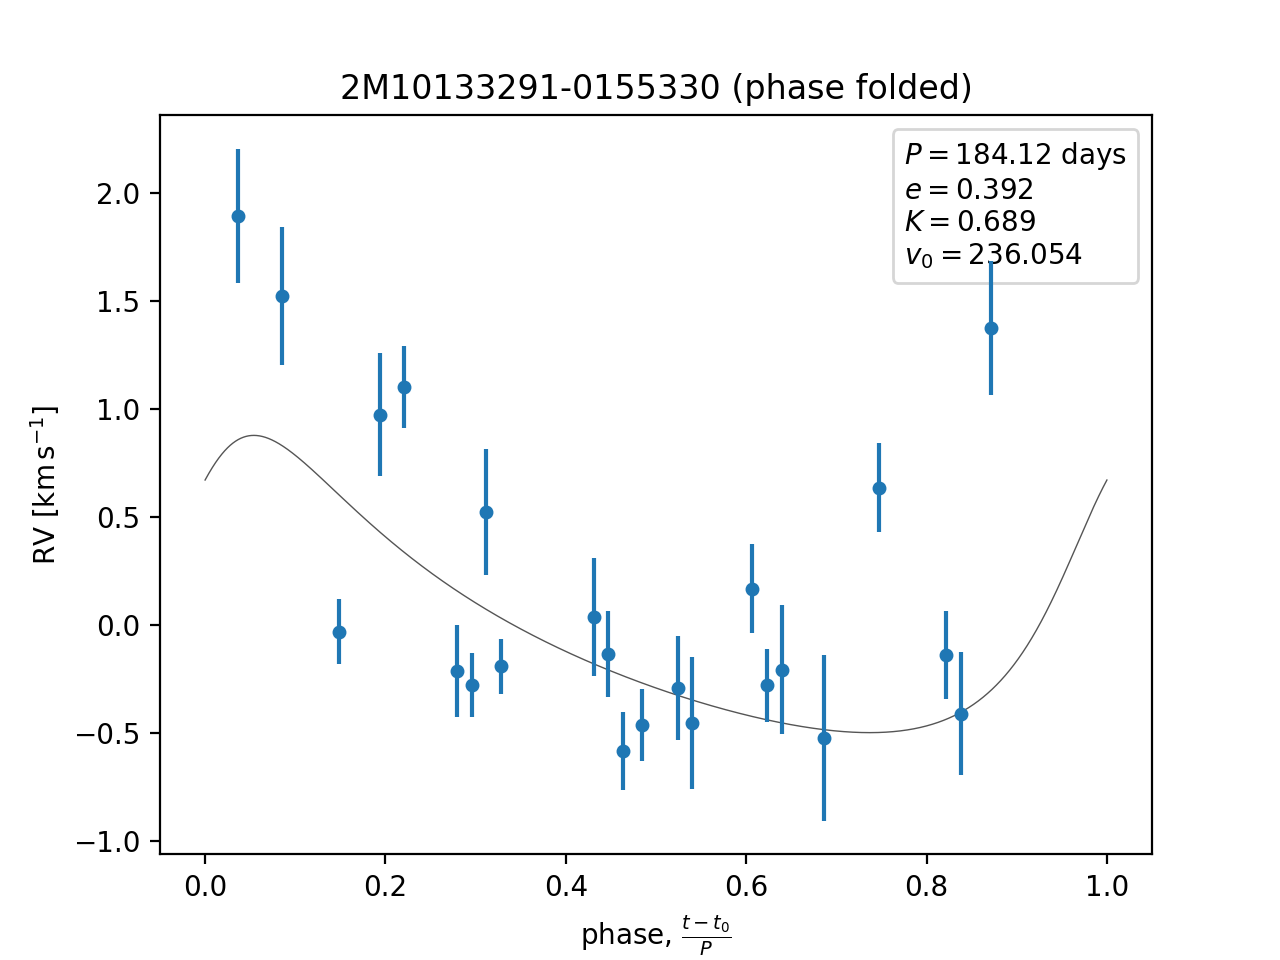 2M10133291-0155330 (phase folded)
P = 184.12 days
e = 0.392
K = 0.689
v₀ = 236.054
RV [km s⁻¹]
2.0
1.5
1.0
0.5
0.0
−0.5
−1.0
0.0 0.2 0.4 0.6 0.8 1.0
phase, (t − t₀)/P